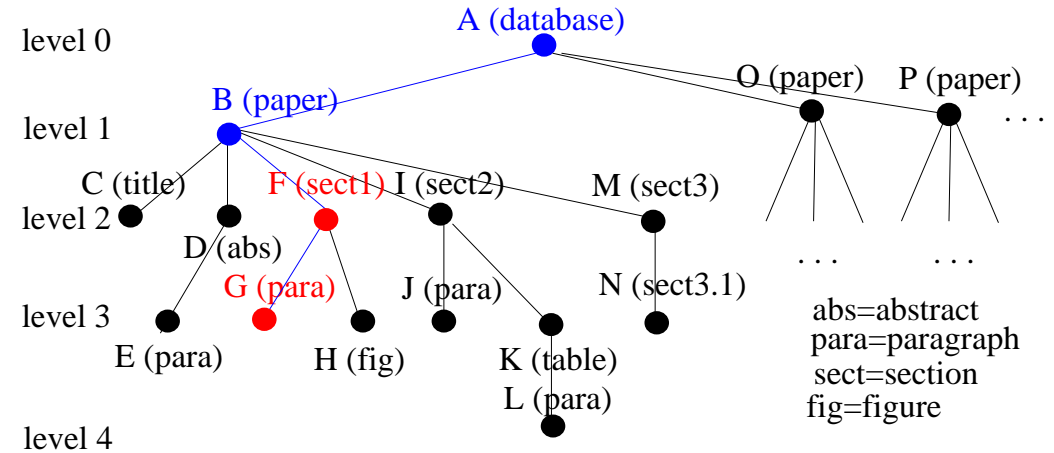 level 0
A (database)
O (paper)
P (paper)
B (paper)
level 1
. . .
C (title)
F (sect1)
I (sect2)
M (sect3)
level 2
D (abs)
. . .
. . .
G (para)
J (para)
N (sect3.1)
level 3
abs=abstract
para=paragraph
sect=section
fig=figure
E (para)
H (fig)
K (table)
L (para)
level 4